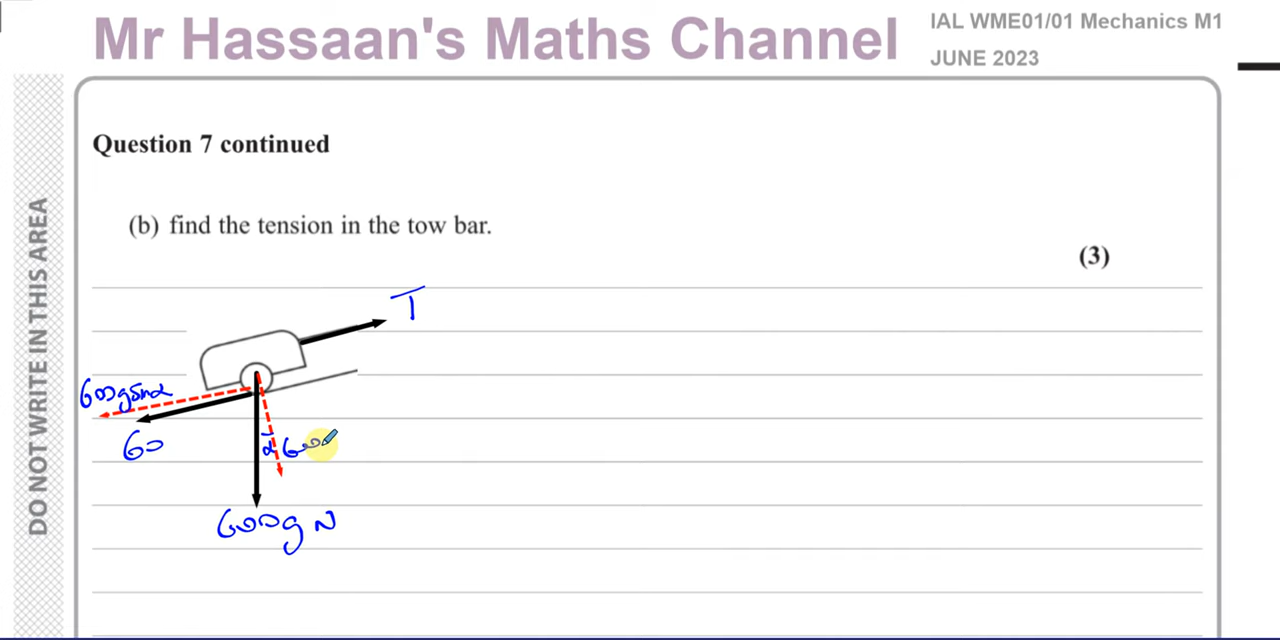 Mr Hassaan's Maths Channel
IAL WME01/01 Mechanics M1
JUNE 2023
DO NOT WRITE IN THIS AREA
Question 7 continued
(b) find the tension in the tow bar.
(3)
T
600gsinα
60
α 600
600g N